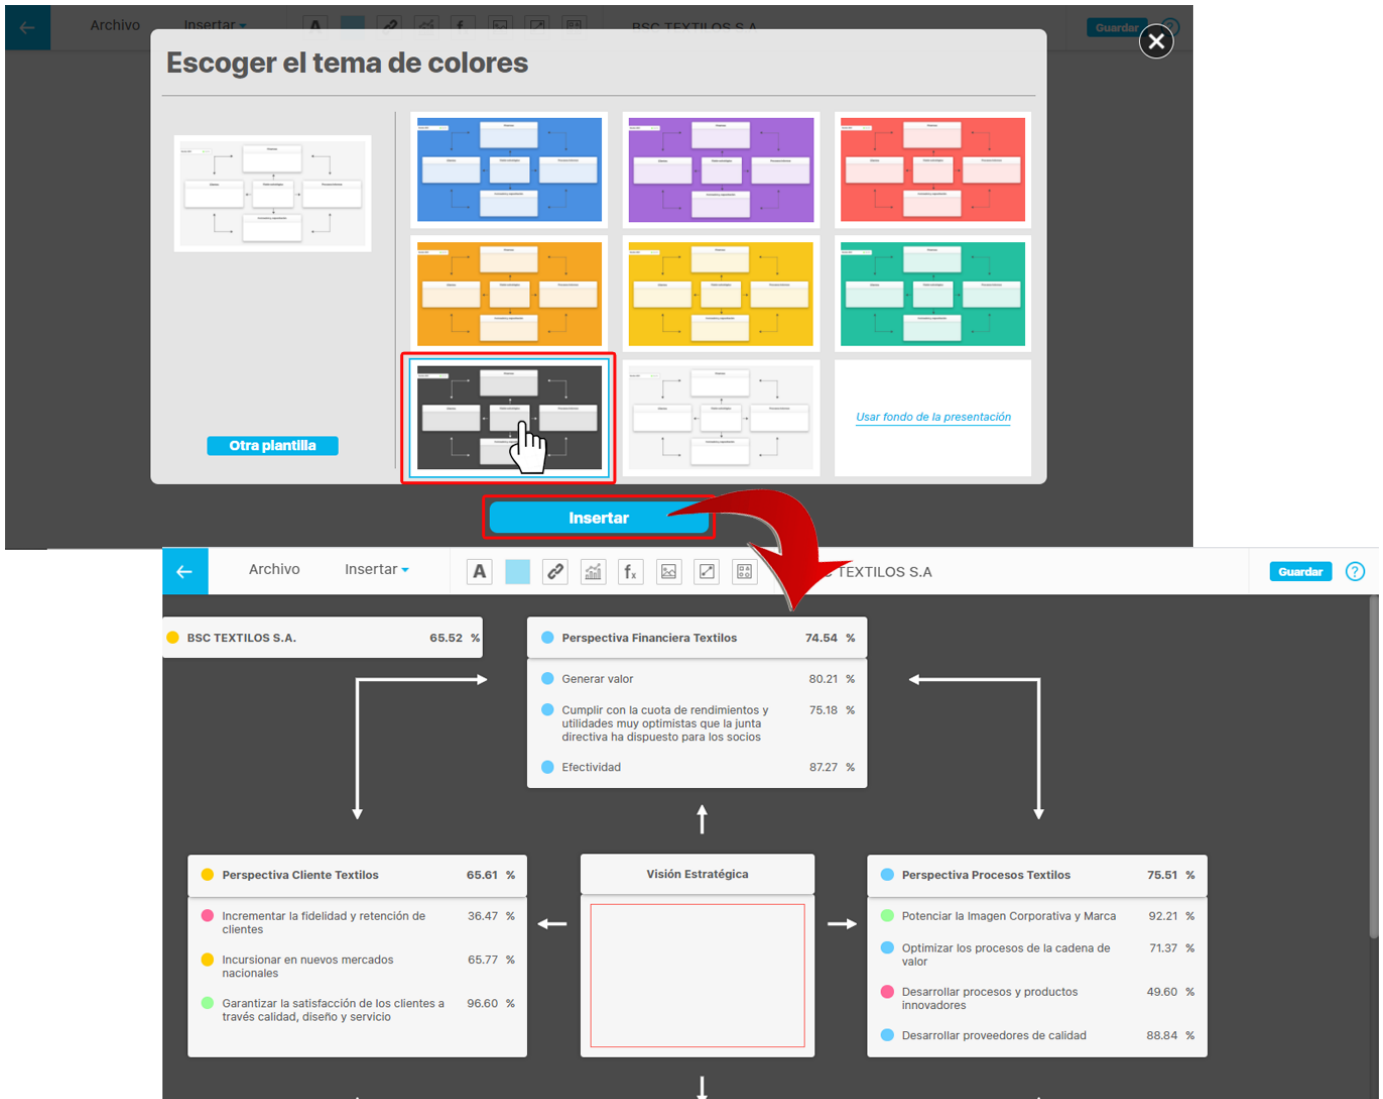 Archivo
Insertar
A
BSC TEXTILOS S.A
Guardar
Escoger el tema de colores
Otra plantilla
Usar fondo de la presentación
Insertar
Archivo
Insertar
A
fx
TEXTILOS S.A
Guardar
?
BSC TEXTILOS S.A. 65.52 %
Perspectiva Financiera Textilos 74.54 %
Generar valor 80.21 %
Cumplir con la cuota de rendimientos y 75.18 %
utilidades muy optimistas que la junta
directiva ha dispuesto para los socios
Efectividad 87.27 %
Perspectiva Cliente Textilos 65.61 %
Incrementar la fidelidad y retención de 36.47 %
clientes
Incursionar en nuevos mercados 65.77 %
nacionales
Garantizar la satisfacción de los clientes a 96.60 %
través calidad, diseño y servicio
Visión Estratégica
Perspectiva Procesos Textilos 75.51 %
Potenciar la Imagen Corporativa y Marca 92.21 %
Optimizar los procesos de la cadena de 71.37 %
valor
Desarrollar procesos y productos 49.60 %
innovadores
Desarrollar proveedores de calidad 88.84 %